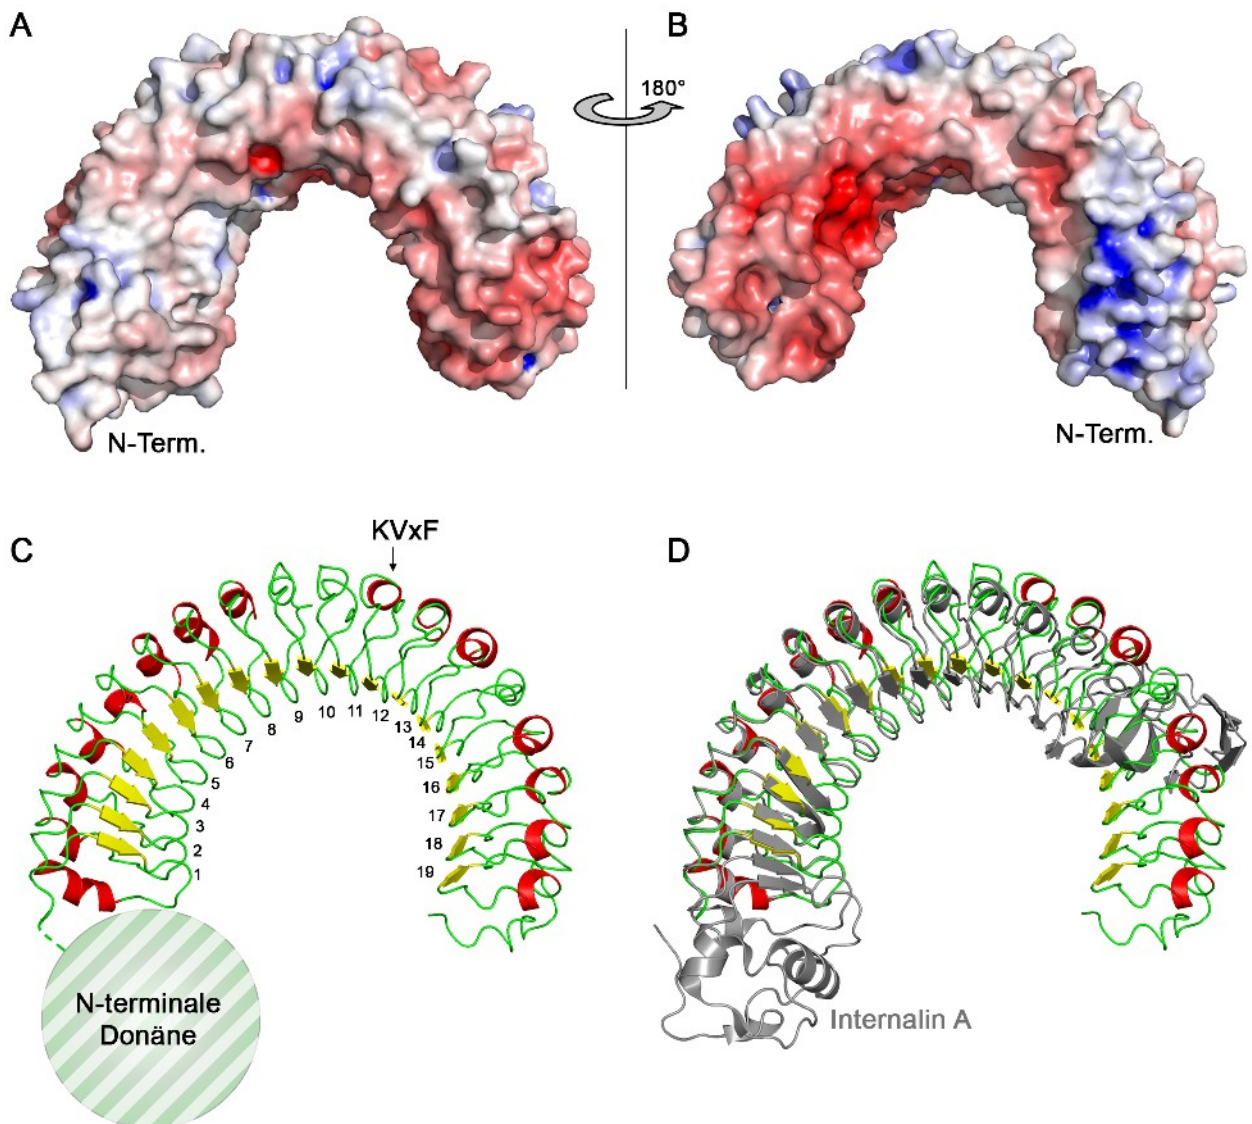 A
B
180°
N-Term.
N-Term.
C
KVxF
D
1
2
3
4
5
6
7
8
9
10
11
12
13
14
15
16
17
18
19
N-terminale
Donäne
Internalin A